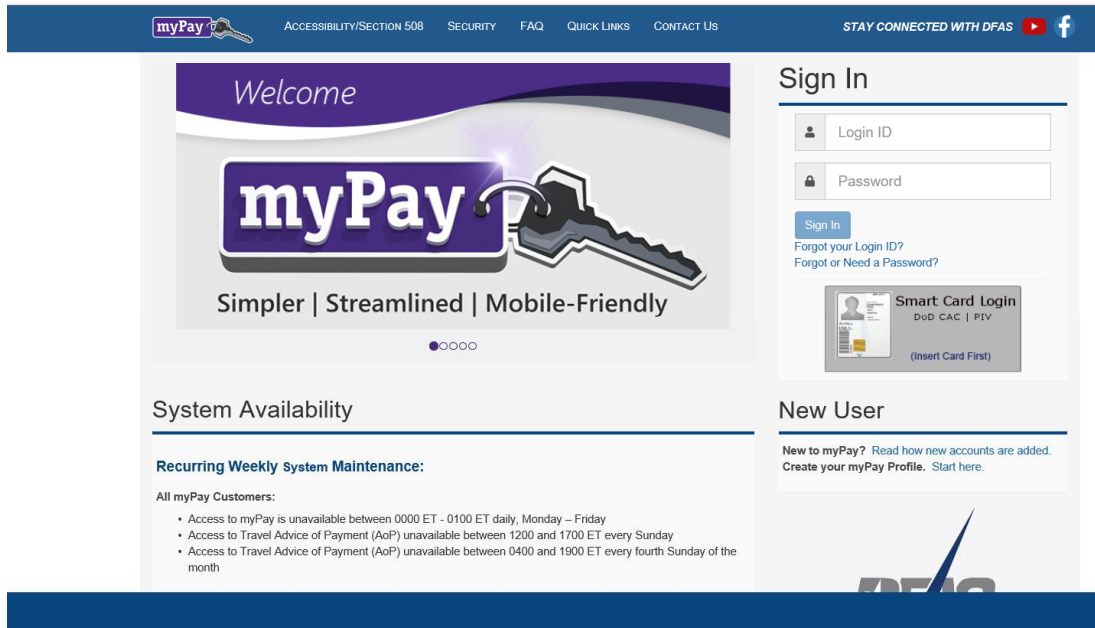 myPay
Accessibility/Section 508
Security
FAQ
Quick Links
Contact Us
STAY CONNECTED WITH DFAS
Welcome
myPay
Simpler | Streamlined | Mobile-Friendly
Sign In
Login ID
Password
Sign In
Forgot your Login ID?
Forgot or Need a Password?
Smart Card Login
DoD CAC | PIV
(Insert Card First)
System Availability
Recurring Weekly System Maintenance:
All myPay Customers:
• Access to myPay is unavailable between 0000 ET - 0100 ET daily, Monday – Friday
• Access to Travel Advice of Payment (AoP) unavailable between 1200 and 1700 ET every Sunday
• Access to Travel Advice of Payment (AoP) unavailable between 0400 and 1900 ET every fourth Sunday of the
month
New User
New to myPay? Read how new accounts are added.
Create your myPay Profile. Start here.
DFAS